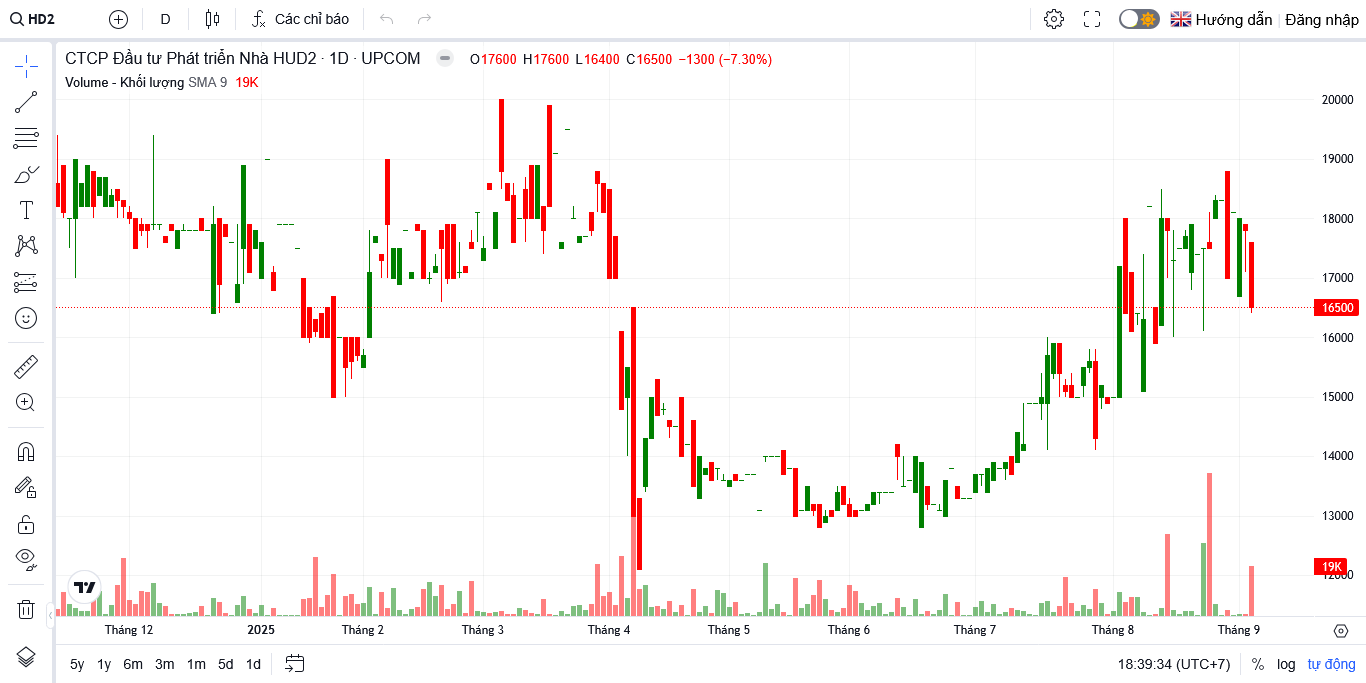 HD2 D Các chỉ báo Hướng dẫn Đăng nhập
CTCP Đầu tư Phát triển Nhà HUD2 · 1D · UPCOM O17600 H17600 L16400 C16500 −1300 (−7.30%)
Volume - Khối lượng SMA 9 19K
20000
19000
18000
17000
16500
16000
15000
14000
13000
19K
12000
Tháng 12 2025 Tháng 2 Tháng 3 Tháng 4 Tháng 5 Tháng 6 Tháng 7 Tháng 8 Tháng 9
5y 1y 6m 3m 1m 5d 1d 18:39:34 (UTC+7) % log tự động